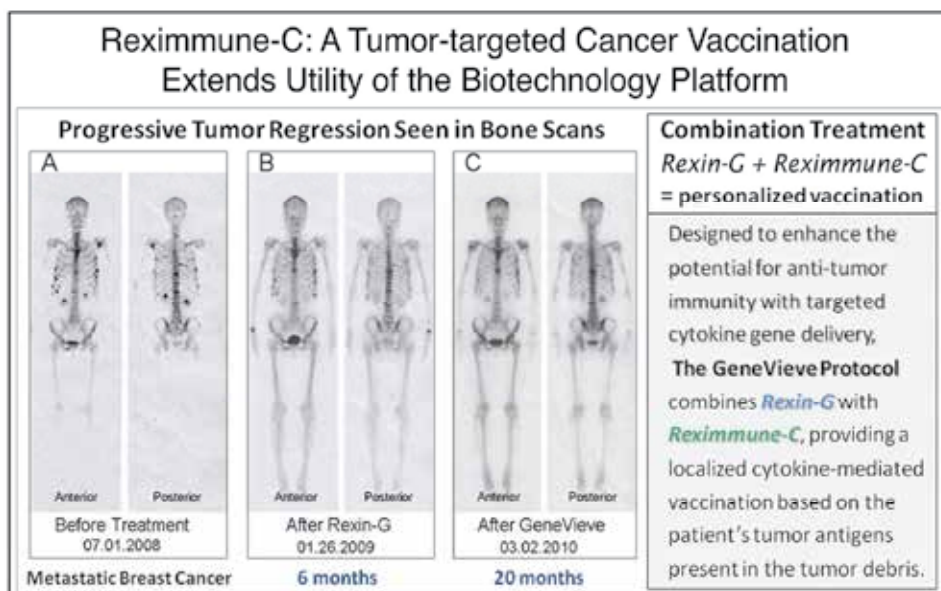 Reximmune-C: A Tumor-targeted Cancer Vaccination
Extends Utility of the Biotechnology Platform
Progressive Tumor Regression Seen in Bone Scans
A
B
C
Anterior
Posterior
Anterior
Posterior
Anterior
Posterior
Before Treatment
07.01.2008
After Rexin-G
01.26.2009
After GeneVieve
03.02.2010
Metastatic Breast Cancer
6 months
20 months
Combination Treatment
Rexin-G + Reximmune-C
= personalized vaccination
Designed to enhance the
potential for anti-tumor
immunity with targeted
cytokine gene delivery,
The GeneVieve Protocol
combines Rexin-G with
Reximmune-C, providing a
localized cytokine-mediated
vaccination based on the
patient's tumor antigens
present in the tumor debris.